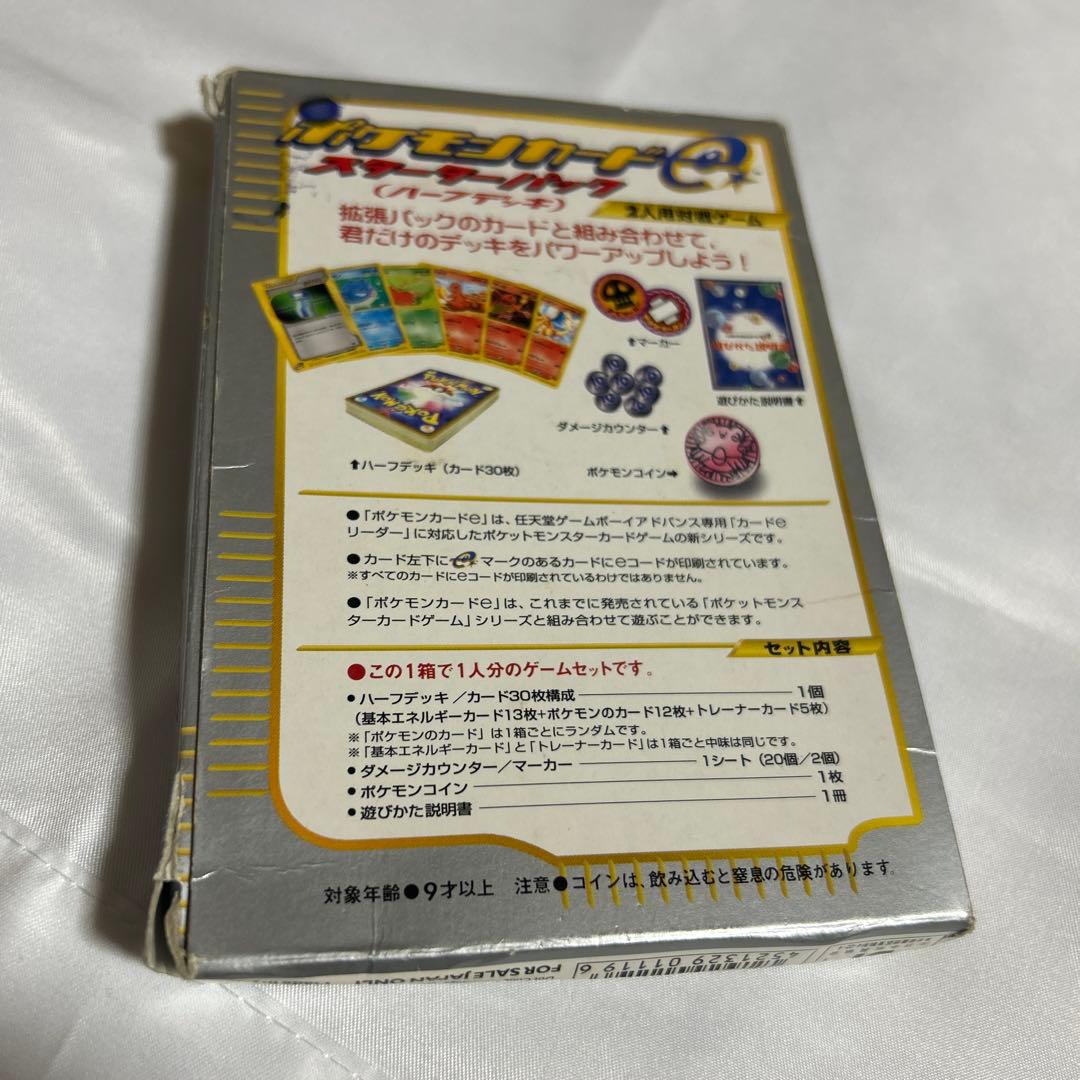 ポケモンカードe
スターターパック
(ハーフデッキ)
2人用対戦ゲーム
拡張パックのカードと組み合わせて、
君だけのデッキをパワーアップしよう!
⬆マーカー
遊びかた説明書⬆
ダメージカウンター⬆
⬆ハーフデッキ(カード30枚)
ポケモンコイン➡
●「ポケモンカードe」は、任天堂ゲームボーイアドバンス専用「カードe
リーダー」に対応したポケットモンスターカードゲームの新シリーズです。
●カード左下にeマークのあるカードにeコードが印刷されています。
※すべてのカードにeコードが印刷されているわけではありません。
●「ポケモンカードe」は、これまでに発売されている「ポケットモンス
ターカードゲーム」シリーズと組み合わせて遊ぶことができます。
セット内容
●この1箱で1人分のゲームセットです。
●ハーフデッキ/カード30枚構成 1個
(基本エネルギーカード13枚+ポケモンのカード12枚+トレーナーカード5枚)
※「ポケモンのカード」は1箱ごとにランダムです。
※「基本エネルギーカード」と「トレーナーカード」は1箱ごと中味は同じです。
●ダメージカウンター/マーカー 1シート(20個/2個)
●ポケモンコイン 1枚
●遊びかた説明書 1冊
対象年齢●9才以上 注意●コインは、飲み込むと窒息の危険があります。
FOR SALE JAPAN ONLY
4 521329 011196